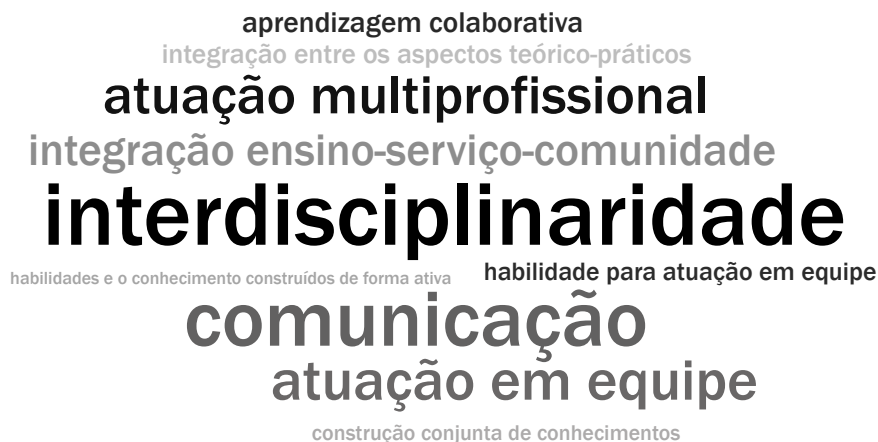 aprendizagem colaborativa
integração entre os aspectos teórico-práticos
atuação multiprofissional
integração ensino-serviço-comunidade
interdisciplinaridade
habilidades e o conhecimento construídos de forma ativa
habilidade para atuação em equipe
comunicação
atuação em equipe
construção conjunta de conhecimentos